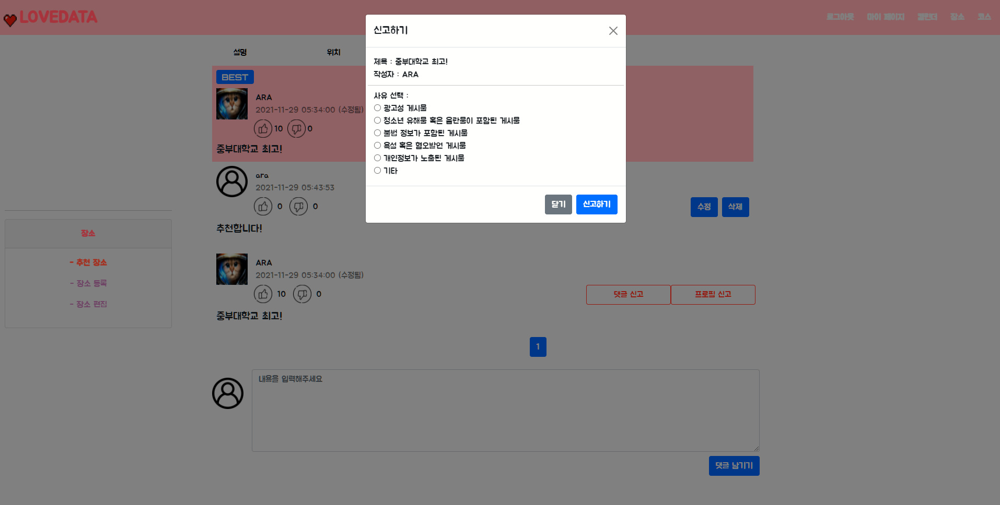 LOVEDATA
로그아웃 마이 페이지 캘린더 장소 코스
신고하기
제목 : 중부대학교 최고!
작성자 : ARA
사유 선택 :
광고성 게시물
청소년 유해물 혹은 음란물이 포함된 게시물
불법 정보가 포함된 게시물
욕설 혹은 혐오발언 게시물
개인정보가 노출된 게시물
기타
닫기 신고하기
설명 위치
BEST
ARA
2021-11-29 05:34:00 (수정됨)
10 0
중부대학교 최고!
ara
2021-11-29 05:43:53
0 0
수정 삭제
추천합니다!
장소
- 추천 장소
- 장소 등록
- 장소 편집
ARA
2021-11-29 05:34:00 (수정됨)
10 0
댓글 신고 프로필 신고
중부대학교 최고!
1
내용을 입력해주세요
댓글 남기기